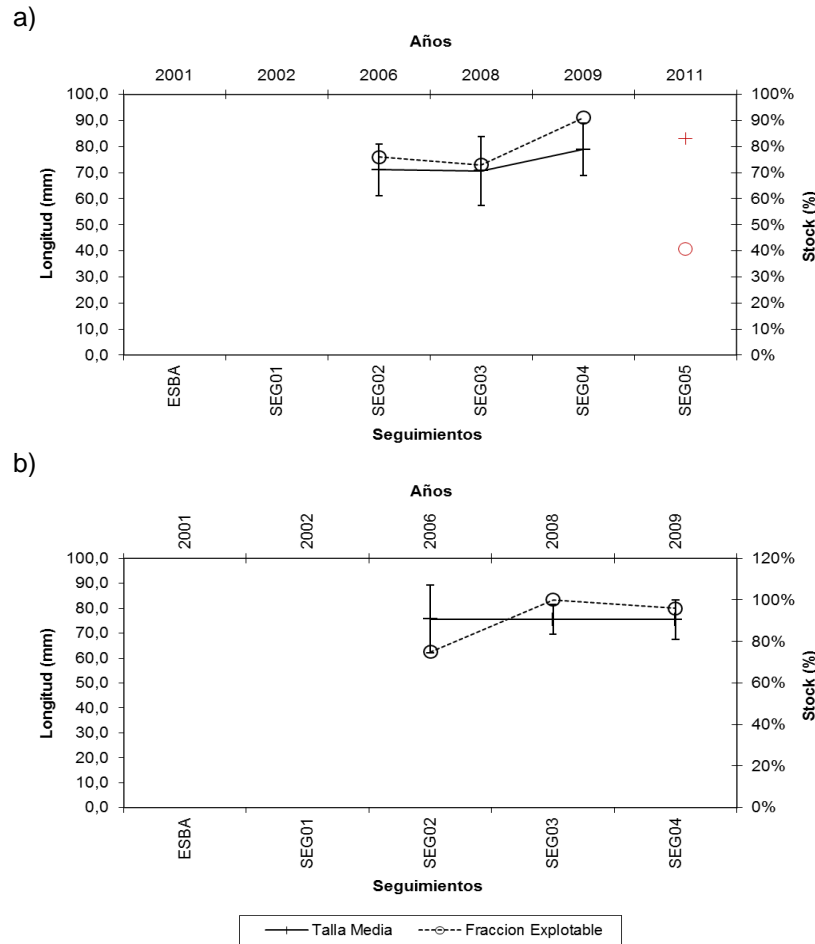 a)
Años
2001 2002 2006 2008 2009 2011
100,0 100%
90,0 90%
80,0 80%
70,0 70%
60,0 60%
50,0 50%
40,0 40%
30,0 30%
20,0 20%
10,0 10%
0,0 0%
Longitud (mm)
Stock (%)
ESBA SEG01 SEG02 SEG03 SEG04 SEG05
Seguimientos
b)
Años
2001 2002 2006 2008 2009
100,0 120%
90,0
80,0 100%
70,0 80%
60,0 60%
50,0
40,0 40%
30,0
20,0 20%
10,0
0,0 0%
Longitud (mm)
Stock (%)
ESBA SEG01 SEG02 SEG03 SEG04
Seguimientos
Talla Media Fraccion Explotable